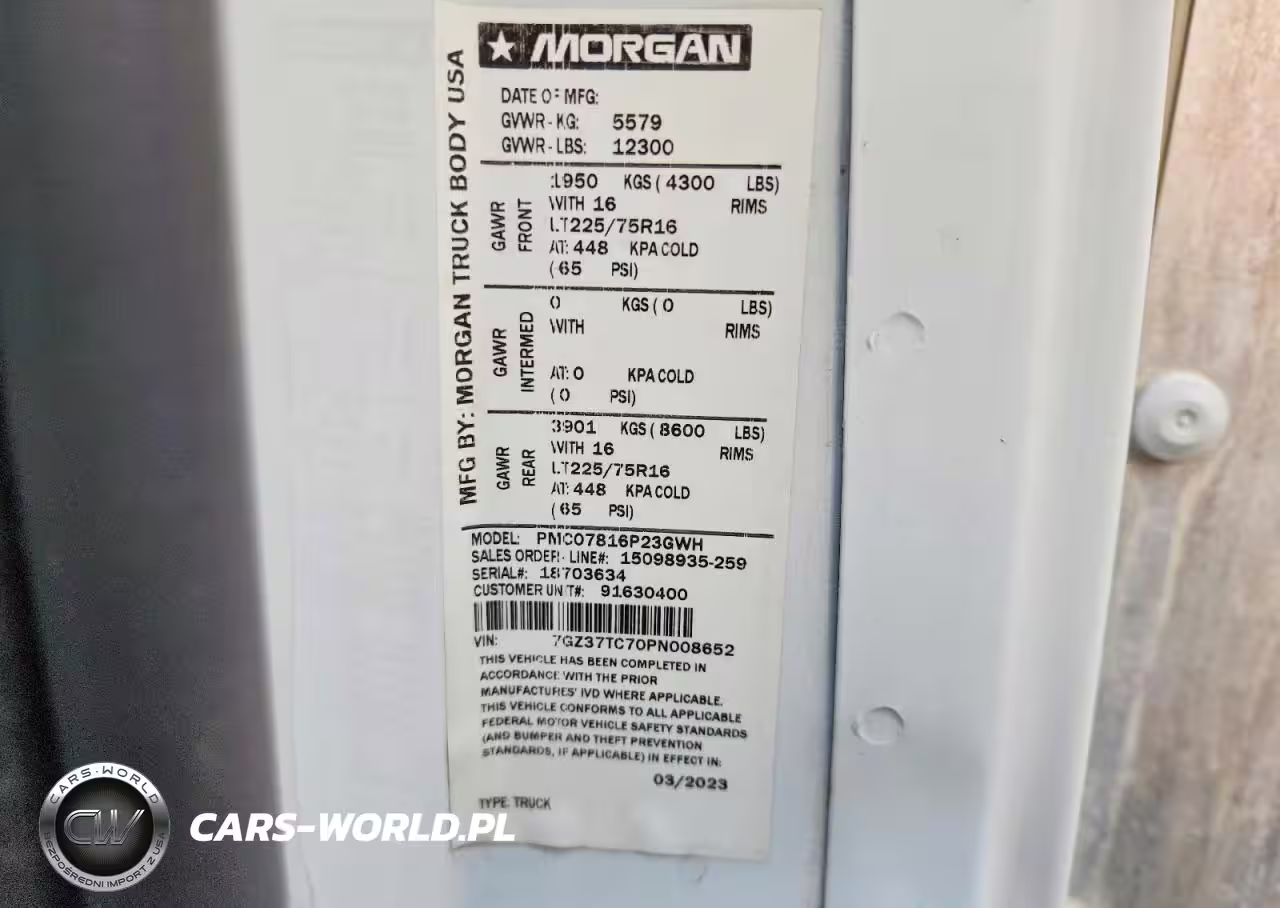 MORGAN
MFG BY: MORGAN TRUCK BODY USA
DATE OF MFG:
GVWR-KG: 5579
GVWR-LBS: 12300
GAWR FRONT
1950 KGS (4300 LBS)
WITH 16 RIMS
LT225/75R16
AT: 448 KPA COLD
(65 PSI)
GAWR INTERMED
0 KGS (0 LBS)
WITH RIMS
AT: 0 KPA COLD
(0 PSI)
GAWR REAR
3901 KGS (8600 LBS)
WITH 16 RIMS
LT225/75R16
AT: 448 KPA COLD
(65 PSI)
MODEL: PMC07816P23GWH
SALES ORDER-LINE#: 15098935-259
SERIAL#: 18703634
CUSTOMER UNIT#: 91630400
VIN: 7GZ37TC70PN008652
THIS VEHICLE HAS BEEN COMPLETED IN
ACCORDANCE WITH THE PRIOR
MANUFACTURES' IVD WHERE APPLICABLE.
THIS VEHICLE CONFORMS TO ALL APPLICABLE
FEDERAL MOTOR VEHICLE SAFETY STANDARDS
(AND BUMPER AND THEFT PREVENTION
STANDARDS, IF APPLICABLE) IN EFFECT IN:
03/2023
TYPE: TRUCK
CARS-WORLD
CW
BEZPOŚREDNI IMPORT Z USA
CARS-WORLD.PL